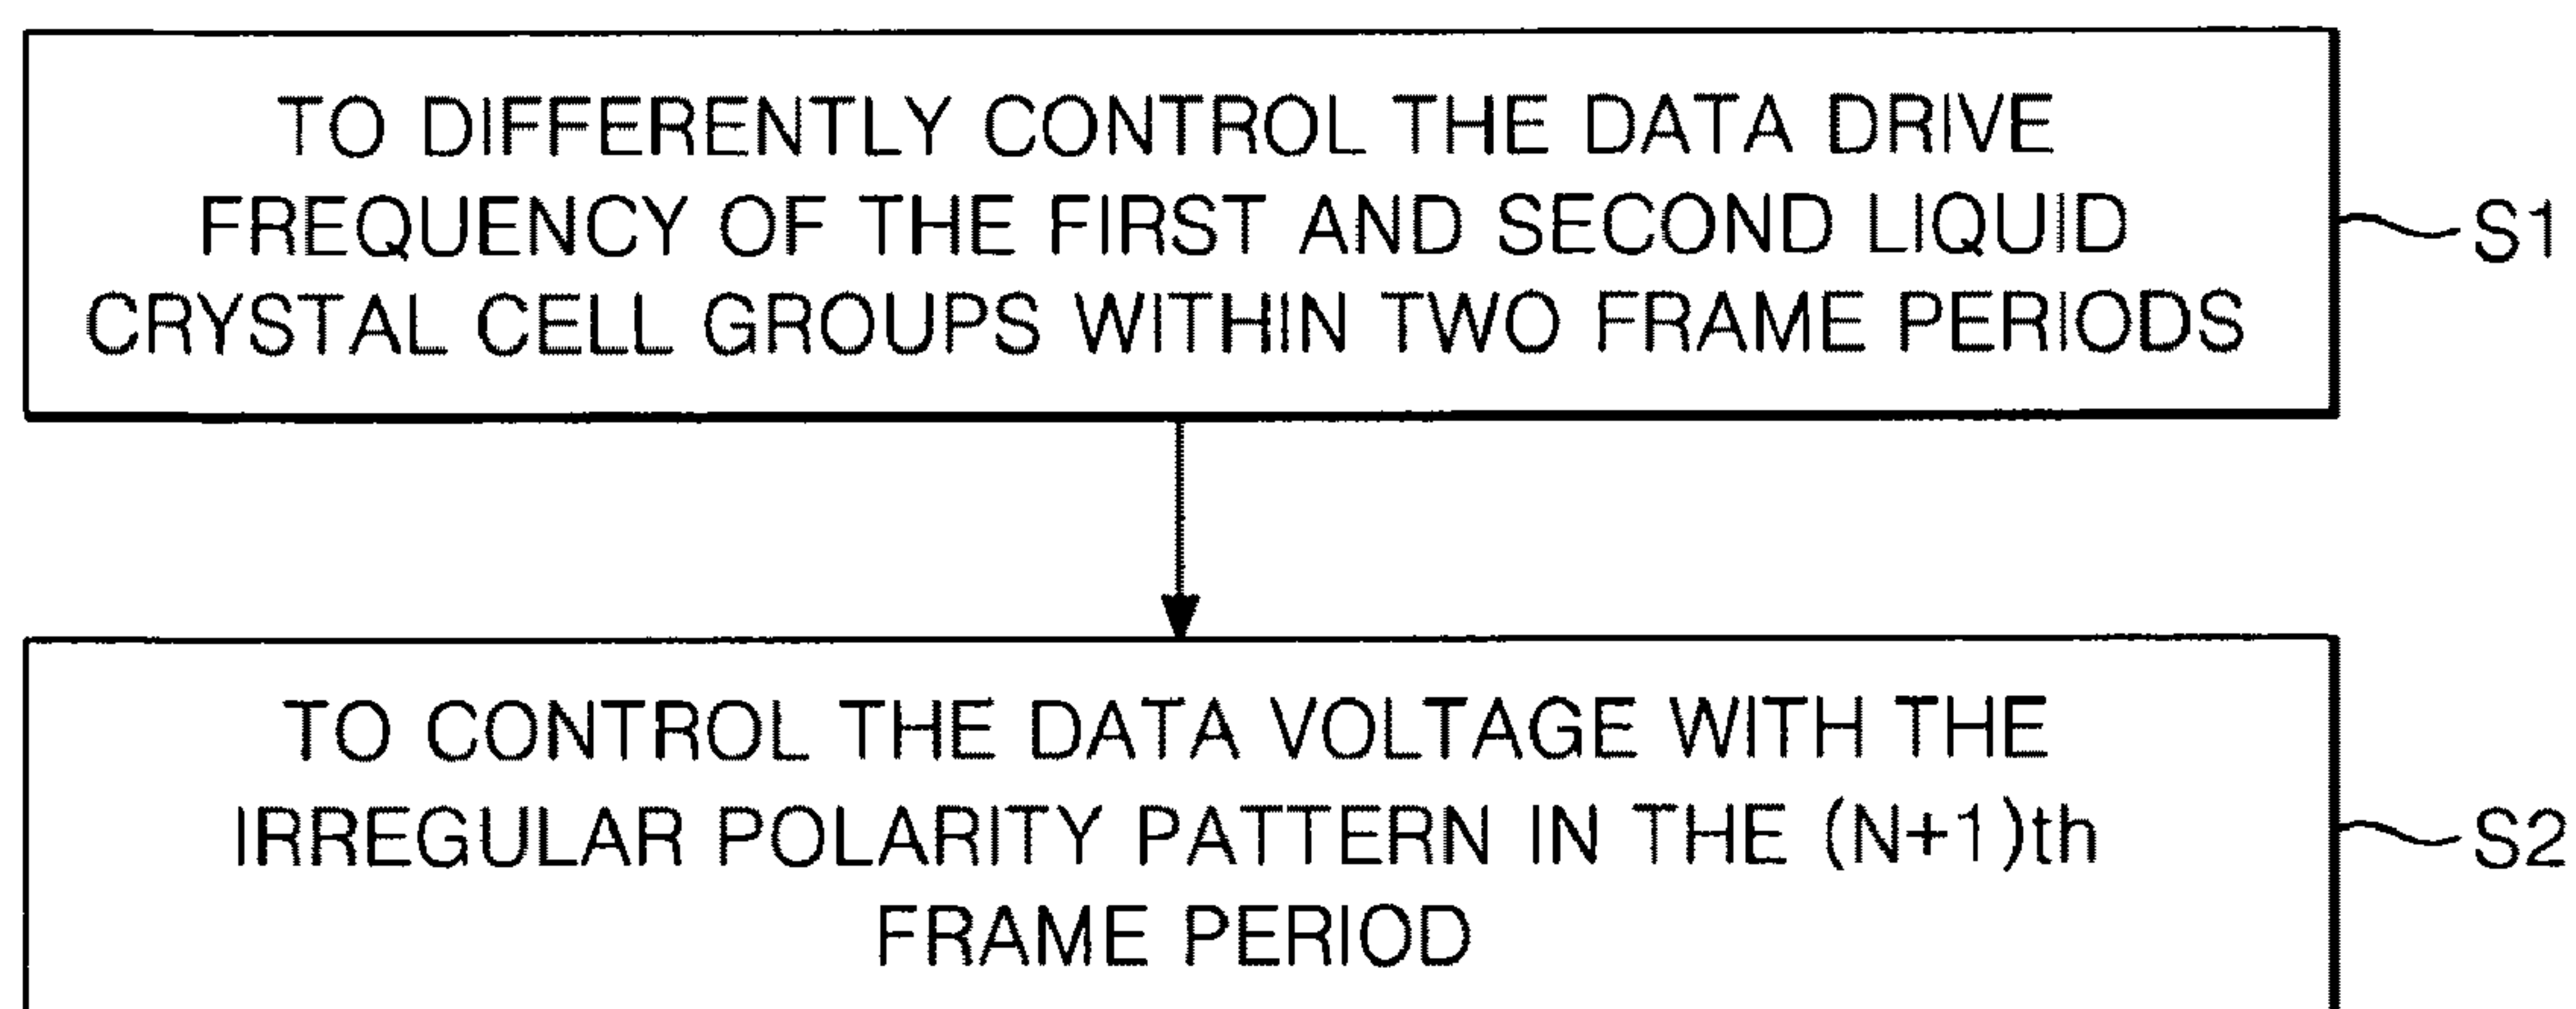 TO DIFFERENTLY CONTROL THE DATA DRIVE
FREQUENCY OF THE FIRST AND SECOND LIQUID
CRYSTAL CELL GROUPS WITHIN TWO FRAME PERIODS
S1
TO CONTROL THE DATA VOLTAGE WITH THE
IRREGULAR POLARITY PATTERN IN THE (N+1)th
FRAME PERIOD
S2